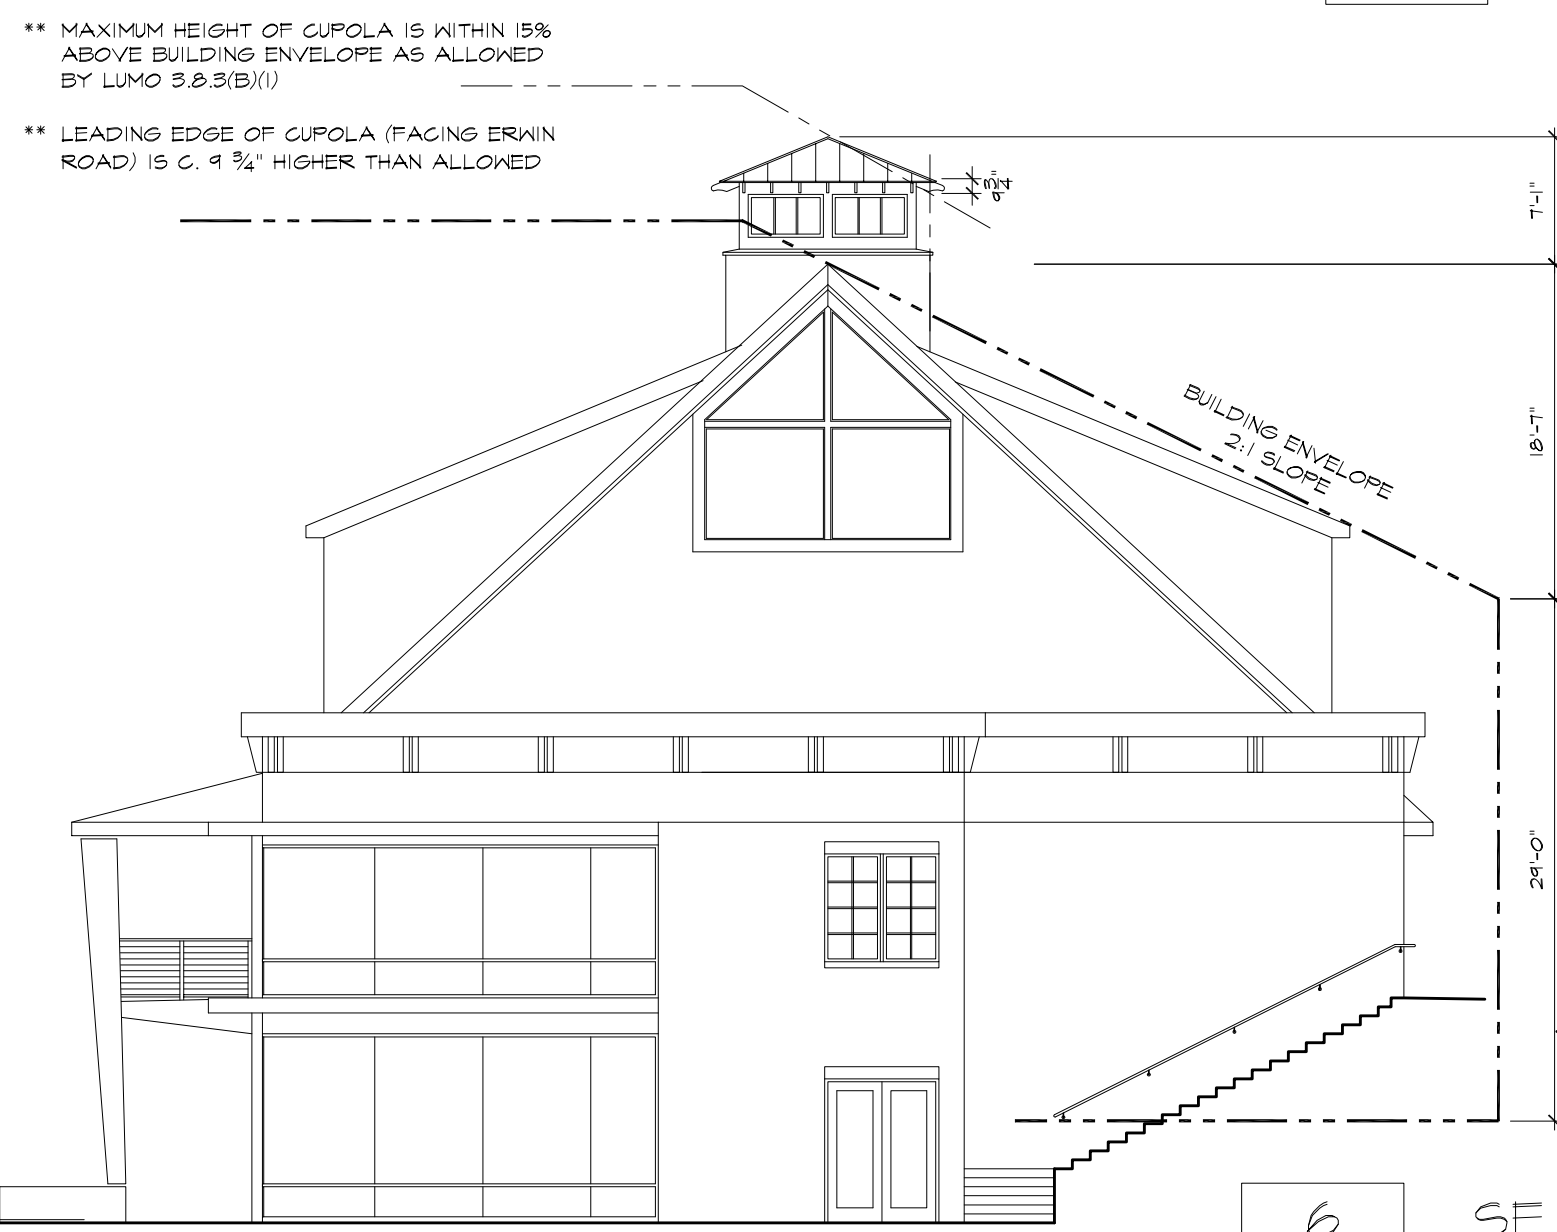 ** MAXIMUM HEIGHT OF CUPOLA IS WITHIN 15%
ABOVE BUILDING ENVELOPE AS ALLOWED
BY LUMO 3.8.3(B)(1)
** LEADING EDGE OF CUPOLA (FACING ERWIN
ROAD) IS C. 9 3/4" HIGHER THAN ALLOWED
9 3/4"
7'-1"
18'-7"
BUILDING ENVELOPE
2:1 SLOPE
29'-0"
6